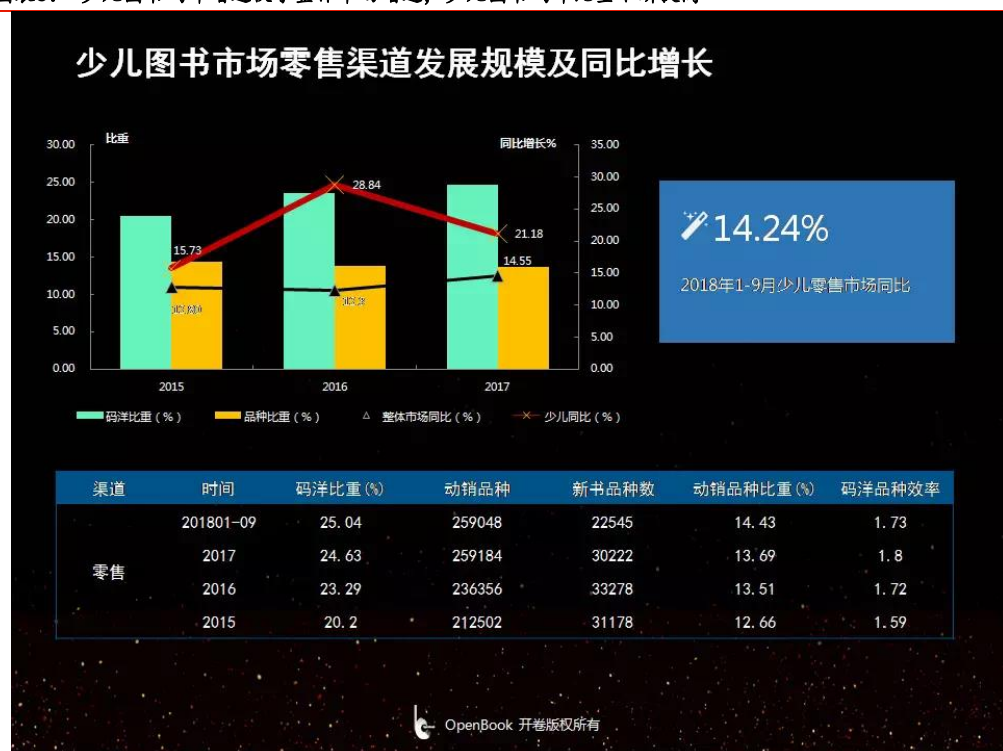 少儿图书市场零售渠道发展规模及同比增长
比重
同比增长%
30.00
25.00
20.00
15.00
10.00
5.00
0.00
35.00
30.00
25.00
20.00
15.00
10.00
5.00
0.00
15.73
28.84
21.18
14.55
2015 2016 2017
码洋比重(%) 品种比重(%) 整体市场同比(%) 少儿同比(%)
14.24%
2018年1-9月少儿零售市场同比
渠道 时间 码洋比重(%) 动销品种 新书品种数 动销品种比重(%) 码洋品种效率
零售
201801-09 25.04 259048 22545 14.43 1.73
2017 24.63 259184 30222 13.69 1.8
2016 23.29 236356 33278 13.51 1.72
2015 20.2 212502 31178 12.66 1.59
OpenBook 开卷版权所有